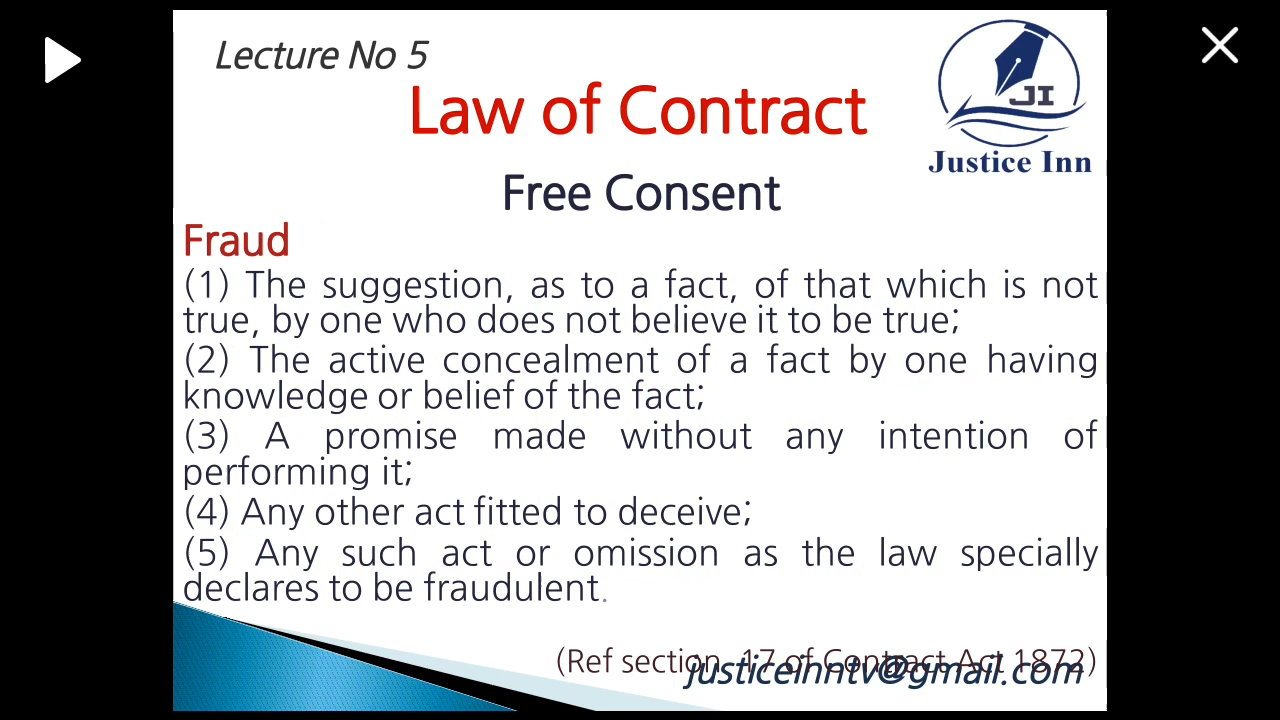 Lecture No 5
JI
Justice Inn
Law of Contract
Free Consent
Fraud
(1) The suggestion, as to a fact, of that which is not
true, by one who does not believe it to be true;
(2) The active concealment of a fact by one having
knowledge or belief of the fact;
(3) A promise made without any intention of
performing it;
(4) Any other act fitted to deceive;
(5) Any such act or omission as the law specially
declares to be fraudulent.
(Ref section 17 of Contract Act 1872)
justiceinntv@gmail.com